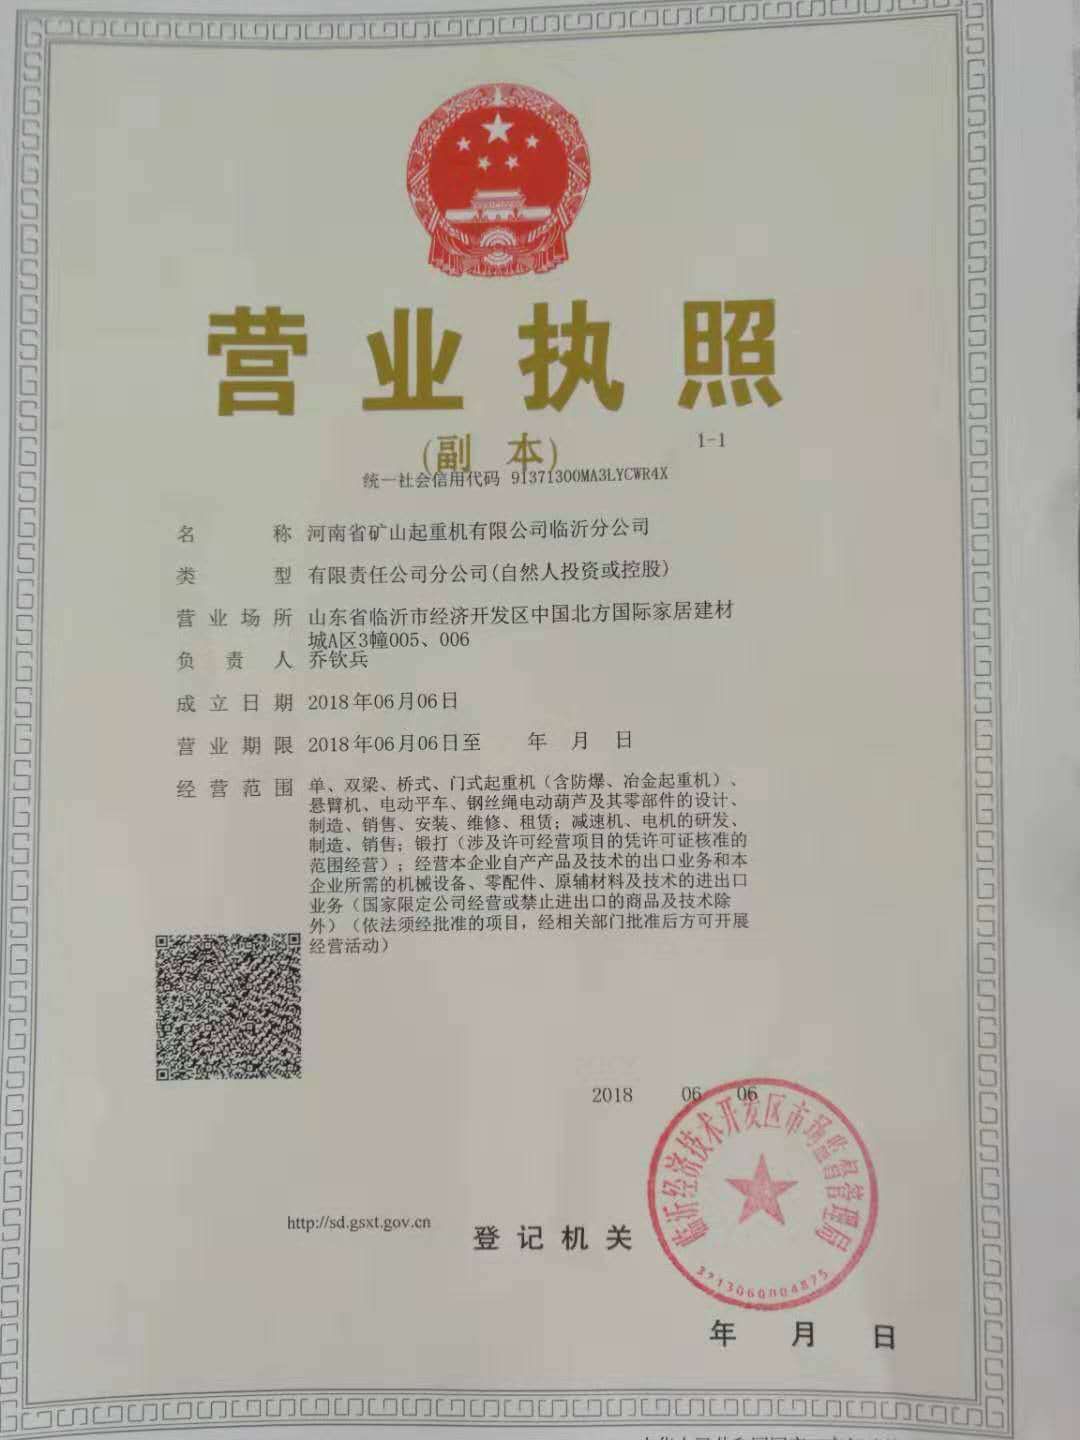 营业执照
(副 本)
1-1
统一社会信用代码 91371300MA3LYCWR4X
名 称 河南省矿山起重机有限公司临沂分公司
类 型 有限责任公司分公司(自然人投资或控股)
营业场所 山东省临沂市经济开发区中国北方国际家居建材
城A区3幢005、006
负责人 乔钦兵
成立日期 2018年06月06日
营业期限 2018年06月06日至 年 月 日
经营范围 单、双梁、桥式、门式起重机（含防爆、冶金起重机）、
悬臂机、电动平车、钢丝绳电动葫芦及其零部件的设计、
制造、销售、安装、维修、租赁；减速机、电机的研发、
制造、销售；锻打（涉及许可经营项目的凭许可证核准的
范围经营）；经营本企业自产产品及技术的出口业务和本
企业所需的机械设备、零配件、原辅材料及技术的进出口
业务（国家限定公司经营或禁止进出口的商品及技术除
外）（依法须经批准的项目，经相关部门批准后方可开展
经营活动）
2018 06 06
临沂经济技术开发区市场监督管理局
3713060004875
http://sd.gsxt.gov.cn
登记机关
年 月 日